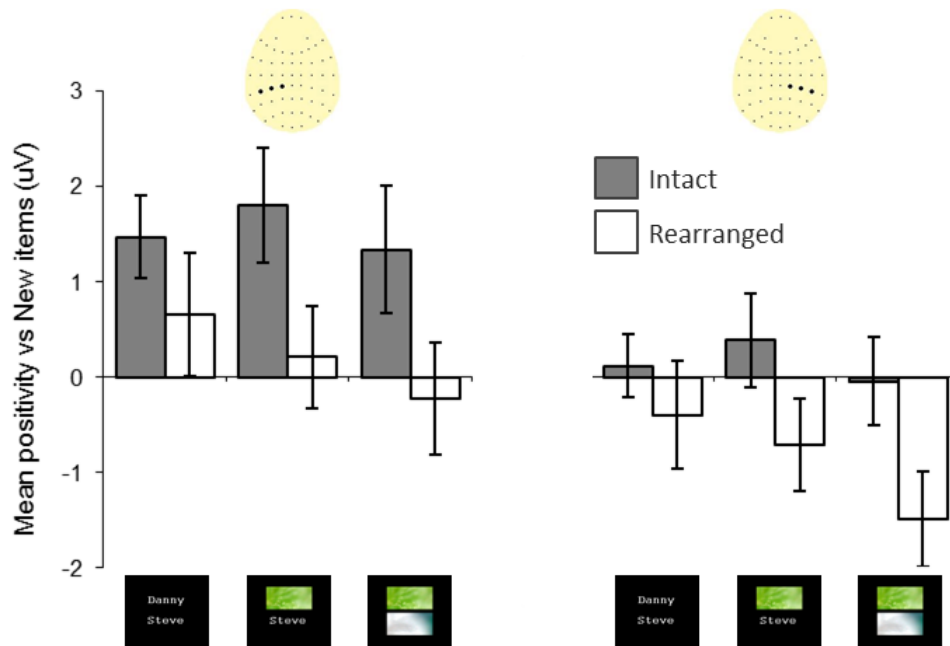 Mean positivity vs New items (uV)
3
2
1
0
-1
-2
Intact
Rearranged
Danny
Steve
Steve
Danny
Steve
Steve